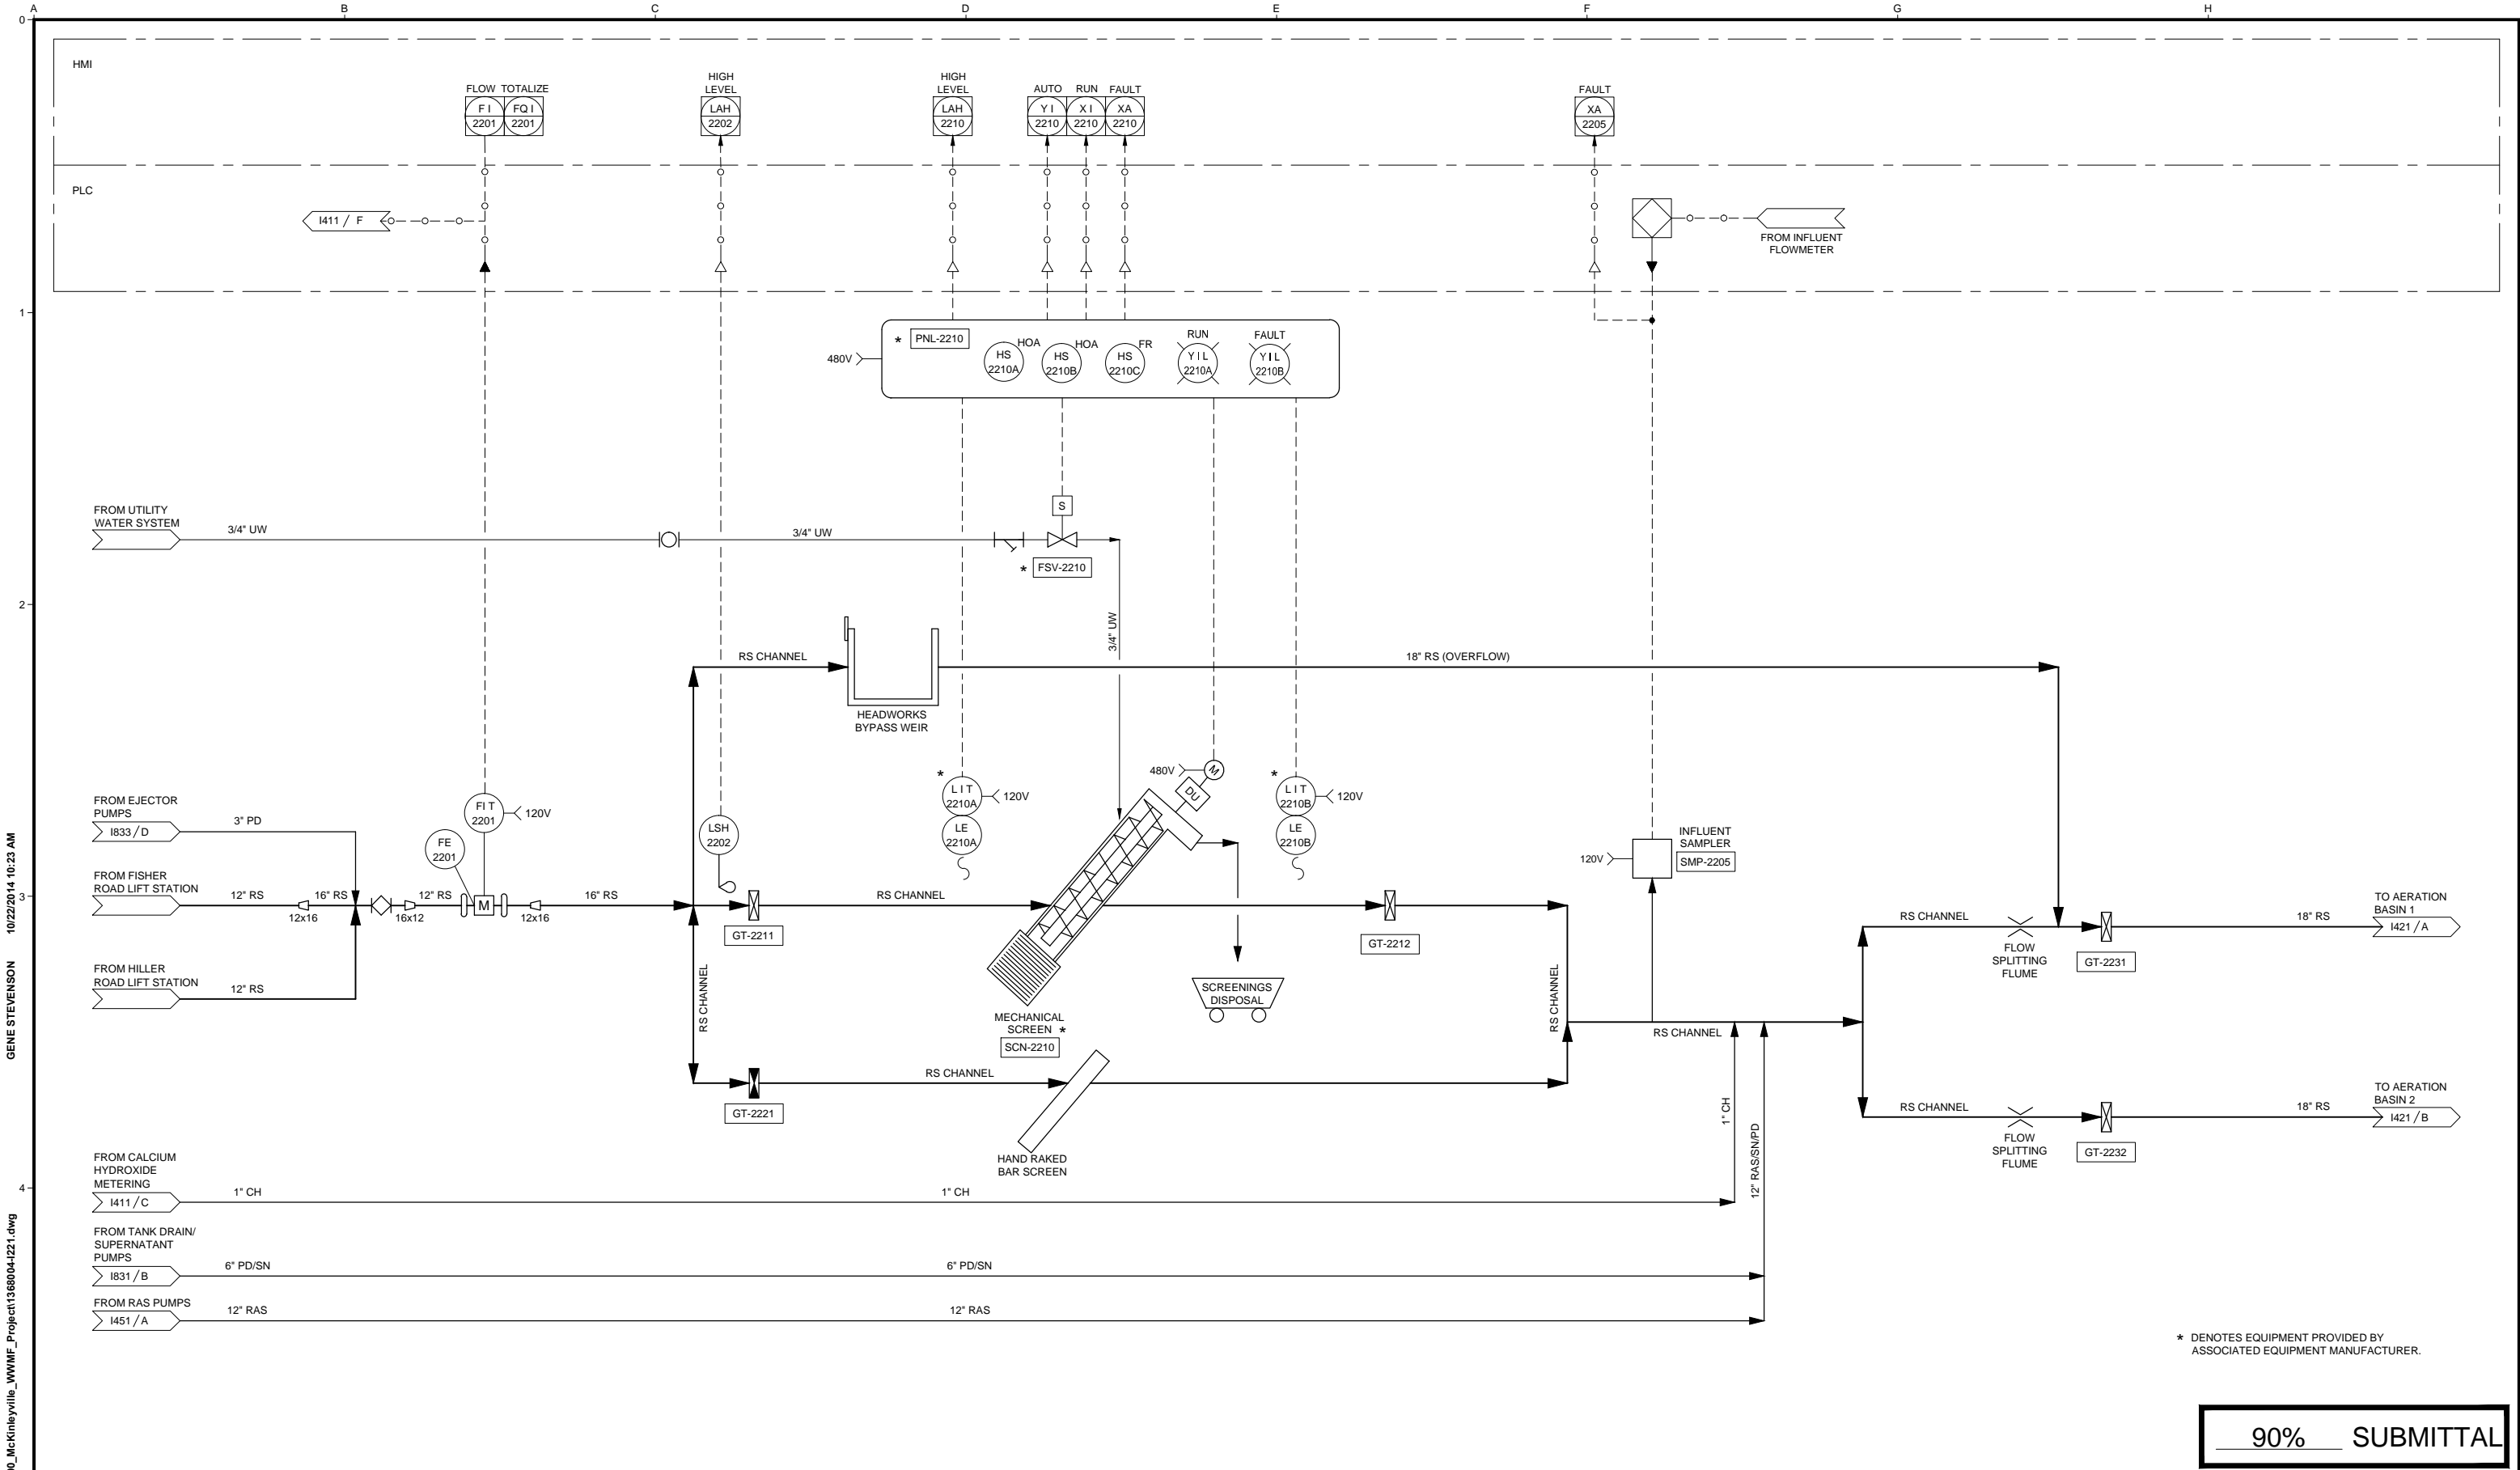 A B C D E F G H
0
HMI
FLOW TOTALIZE
F I 2201
FQ I 2201
HIGH
LEVEL
LAH
2202
HIGH
LEVEL
LAH
2210
AUTO RUN FAULT
Y I 2210
X I 2210
XA 2210
FAULT
XA
2205
PLC
I411 / F
FROM INFLUENT
FLOWMETER
1
480V
* PNL-2210
HS 2210A HOA
HS 2210B HOA
HS 2210C FR
RUN
Y I L
2210A
FAULT
Y I L
2210B
FROM UTILITY
WATER SYSTEM
3/4" UW
3/4" UW
S
* FSV-2210
2
3/4" UW
RS CHANNEL
HEADWORKS
BYPASS WEIR
18" RS (OVERFLOW)
FROM EJECTOR
PUMPS
I833 / D
3" PD
FI T
2201
120V
FE
2201
LSH
2202
*
L I T
2210A
120V
LE
2210A
480V
M
DU
*
L I T
2210B
120V
LE
2210B
120V
INFLUENT
SAMPLER
SMP-2205
3
FROM FISHER
ROAD LIFT STATION
12" RS
12x16
16" RS
16x12
12" RS
M
12x16
16" RS
GT-2211
RS CHANNEL
GT-2212
RS CHANNEL
FLOW
SPLITTING
FLUME
GT-2231
18" RS
TO AERATION
BASIN 1
I421 / A
FROM HILLER
ROAD LIFT STATION
12" RS
RS CHANNEL
MECHANICAL
SCREEN *
SCN-2210
SCREENINGS
DISPOSAL
RS CHANNEL
RS CHANNEL
GT-2221
RS CHANNEL
HAND RAKED
BAR SCREEN
1" CH
12" RAS/SN/PD
RS CHANNEL
FLOW
SPLITTING
FLUME
GT-2232
18" RS
TO AERATION
BASIN 2
I421 / B
FROM CALCIUM
HYDROXIDE
METERING
I411 / C
1" CH
1" CH
4
FROM TANK DRAIN/
SUPERNATANT
PUMPS
I831 / B
6" PD/SN
6" PD/SN
FROM RAS PUMPS
I451 / A
12" RAS
12" RAS
* DENOTES EQUIPMENT PROVIDED BY
ASSOCIATED EQUIPMENT MANUFACTURER.
90% SUBMITTAL
GENE STEVENSON 10/22/2014 10:23 AM
0_McKinleyville_WWMF_Project\1368004-I221.dwg